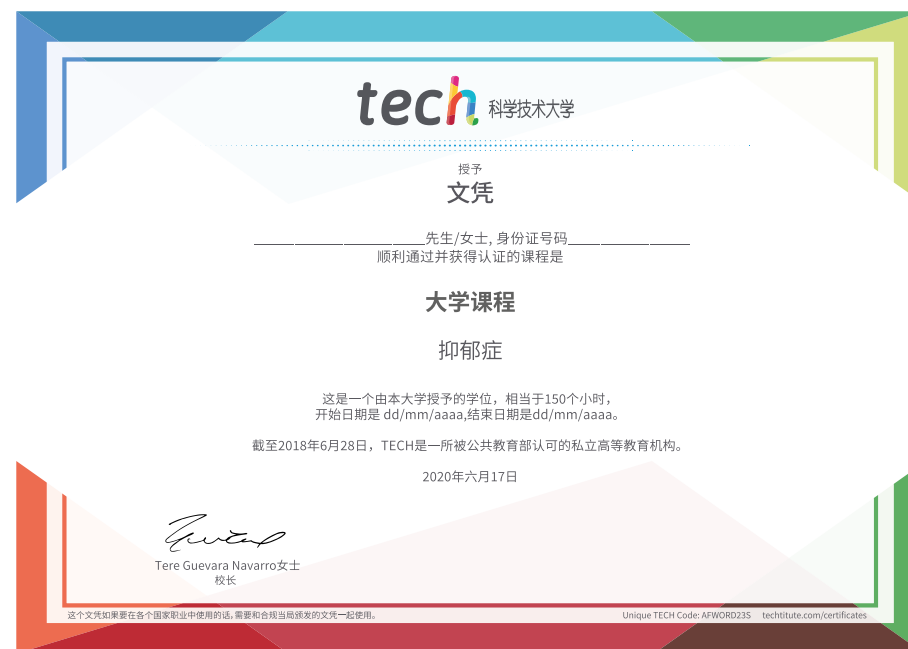 tech 科学技术大学
授予
文凭
____________________先生/女士, 身份证号码______________
顺利通过并获得认证的课程是
大学课程
抑郁症
这是一个由本大学授予的学位，相当于150个小时，
开始日期是 dd/mm/aaaa,结束日期是dd/mm/aaaa。
截至2018年6月28日，TECH是一所被公共教育部认可的私立高等教育机构。
2020年六月17日
Tere Guevara Navarro女士
校长
这个文凭如果要在各个国家职业中使用的话,需要和合规当局颁发的文凭一起使用。
Unique TECH Code: AFWORD23S techtitute.com/certificates